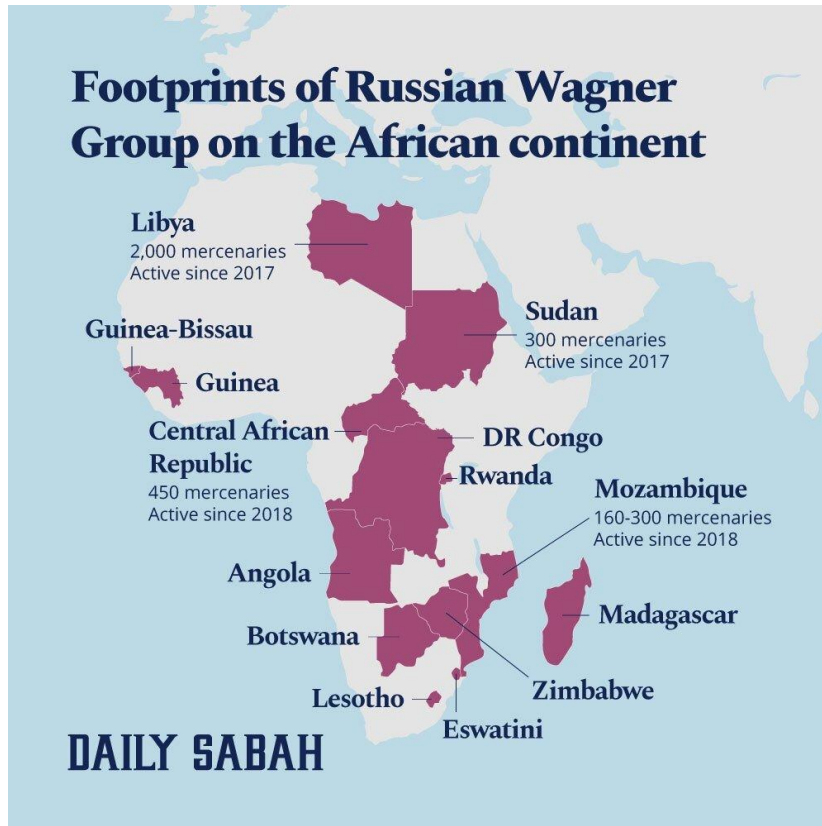 Footprints of Russian Wagner
Group on the African continent
Libya
2,000 mercenaries
Active since 2017
Sudan
300 mercenaries
Active since 2017
Guinea-Bissau
Guinea
Central African
Republic
450 mercenaries
Active since 2018
DR Congo
Rwanda
Mozambique
160-300 mercenaries
Active since 2018
Angola
Madagascar
Botswana
Zimbabwe
Lesotho
Eswatini
DAILY SABAH